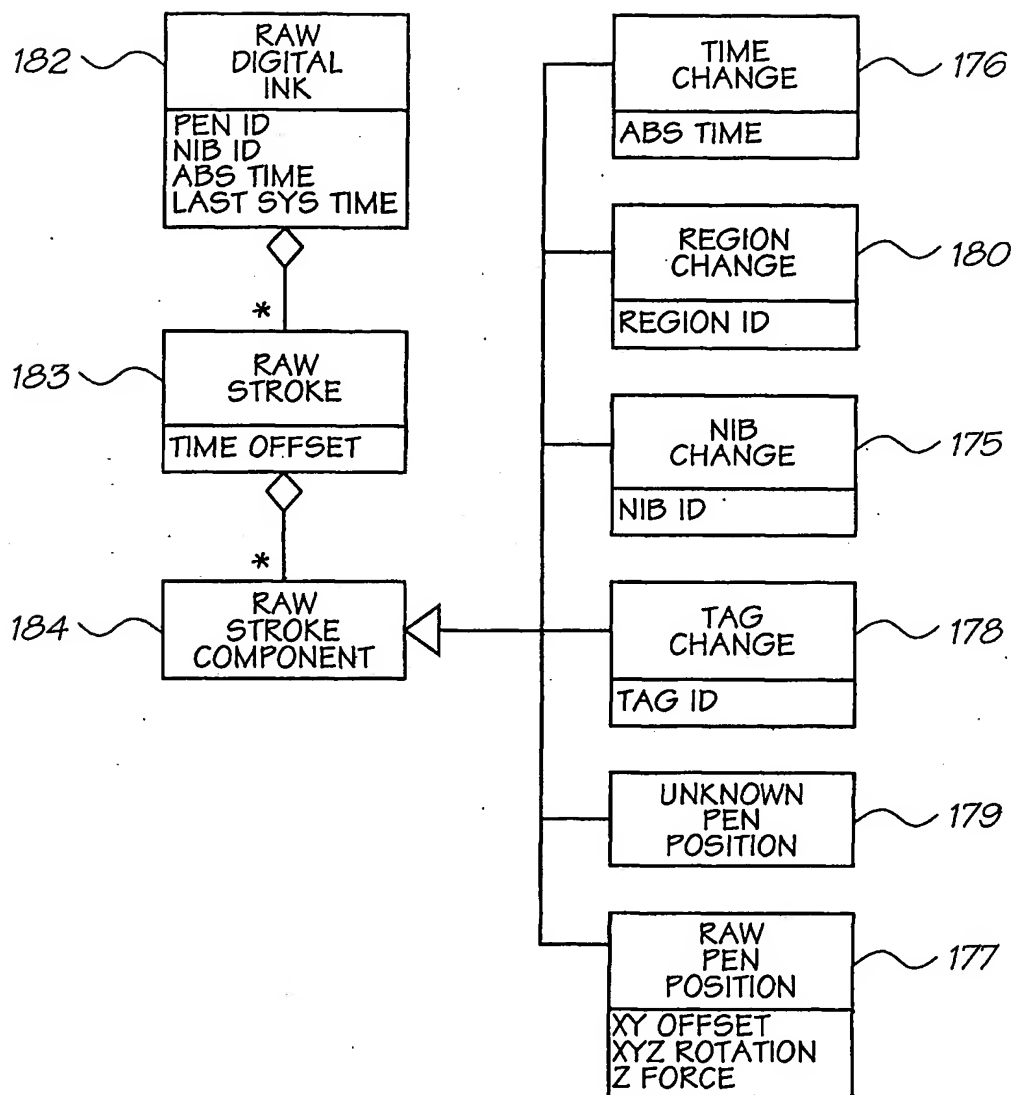 182
RAW
DIGITAL
INK
PEN ID
NIB ID
ABS TIME
LAST SYS TIME
*
183
RAW
STROKE
TIME OFFSET
*
184
RAW
STROKE
COMPONENT
TIME
CHANGE
176
ABS TIME
REGION
CHANGE
180
REGION ID
NIB
CHANGE
175
NIB ID
TAG
CHANGE
178
TAG ID
UNKNOWN
PEN
POSITION
179
RAW
PEN
POSITION
177
XY OFFSET
XYZ ROTATION
Z FORCE